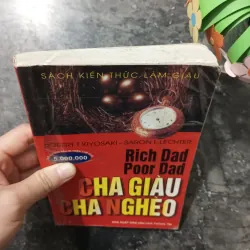 SÁCH KIẾN THỨC LÀM GIÀU
ROBERT T. KIYOSAKI - SHARON L. LECHTER
Rich Dad
Poor Dad
5.000.000
CHA GIÀU
CHA NGHÈO